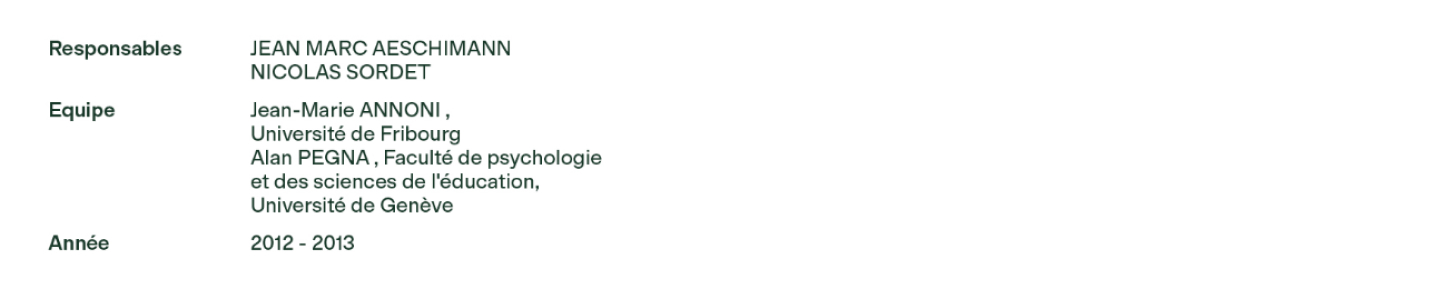 Responsables JEAN MARC AESCHIMANN
NICOLAS SORDET
Equipe Jean-Marie ANNONI ,
Université de Fribourg
Alan PEGNA , Faculté de psychologie
et des sciences de l'éducation,
Université de Genève
Année 2012 - 2013